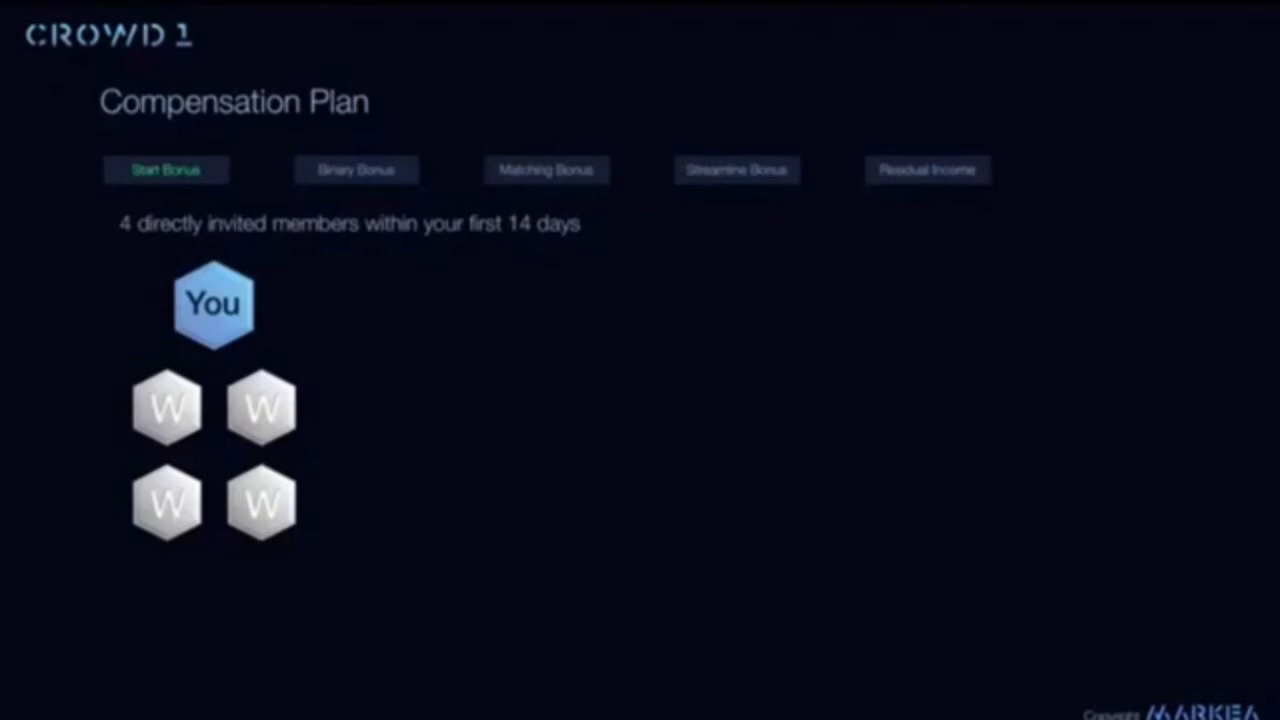 CROWD 1
Compensation Plan
Start Bonus Binary Bonus Matching Bonus Streamline Bonus Residual Income
4 directly invited members within your first 14 days
You
W W
W W
Copyright MARKEA